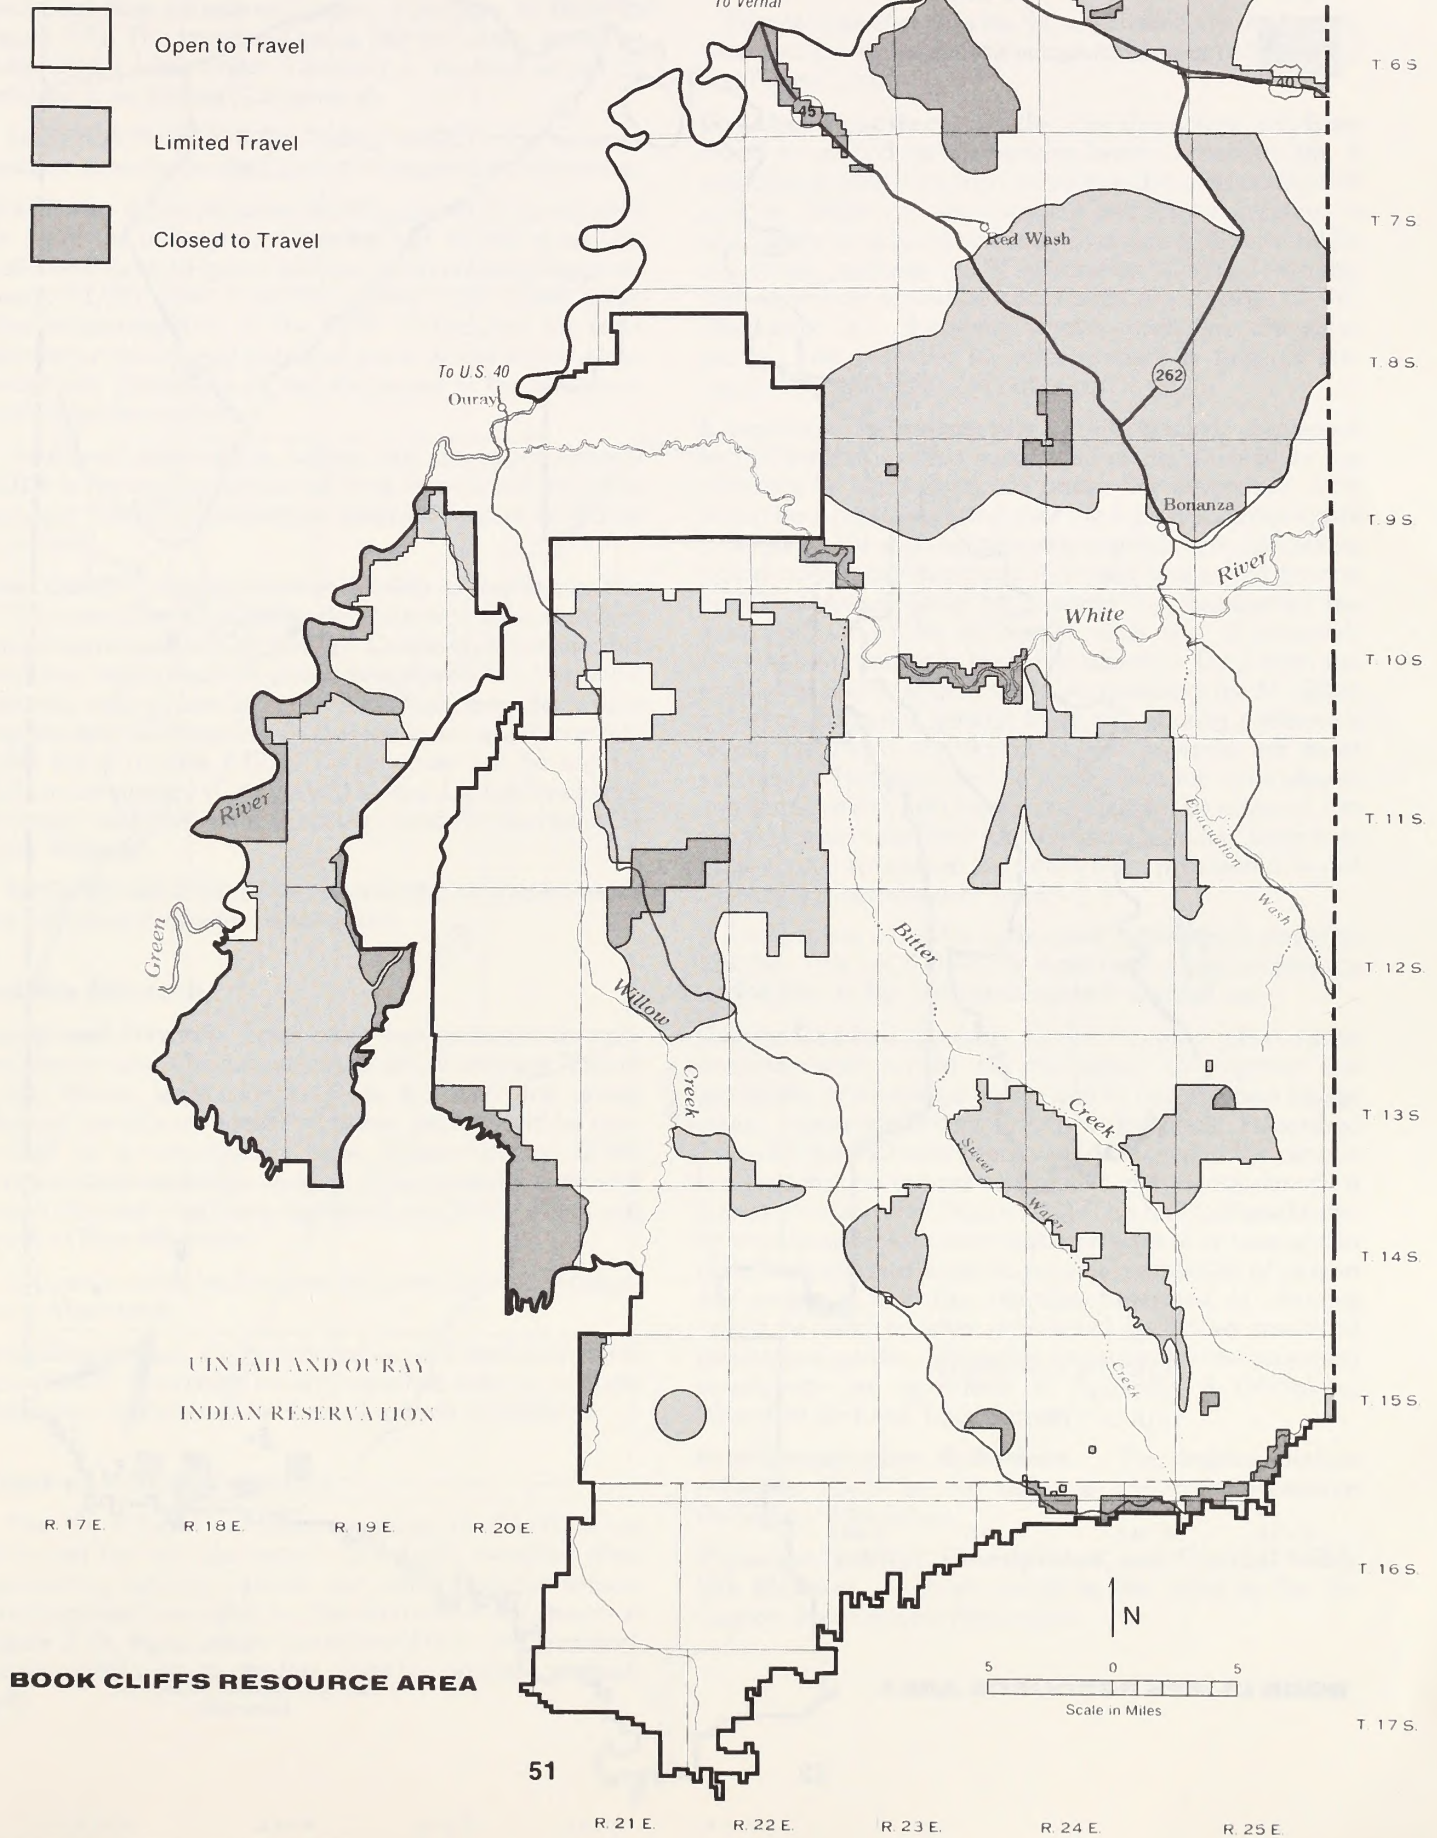 To Vernal
Open to Travel
Limited Travel
Closed to Travel
40
45
T. 6 S
T. 7 S
Red Wash
T. 8 S.
262
To U.S. 40
Ouray
Bonanza
T. 9 S.
River
White
T. 10 S
River
T. 11 S.
Evacuation
Wash
Green
Bitter
T. 12 S.
Willow
Creek
Creek
T. 13 S
Sweet
Water
T. 14 S.
Creek
UINTAH AND OURAY
INDIAN RESERVATION
T. 15 S.
R. 17 E.
R. 18 E.
R. 19 E.
R. 20 E.
T. 16 S.
N
BOOK CLIFFS RESOURCE AREA
5 0 5
Scale in Miles
T. 17 S.
51
R. 21 E.
R. 22 E.
R. 23 E.
R. 24 E.
R. 25 E.